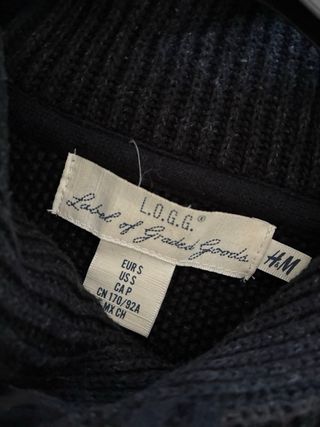 L.O.G.G.®
Label of Graded Goods
H&M
EUR S
US S
CA P
CN 170/92A
MX CH